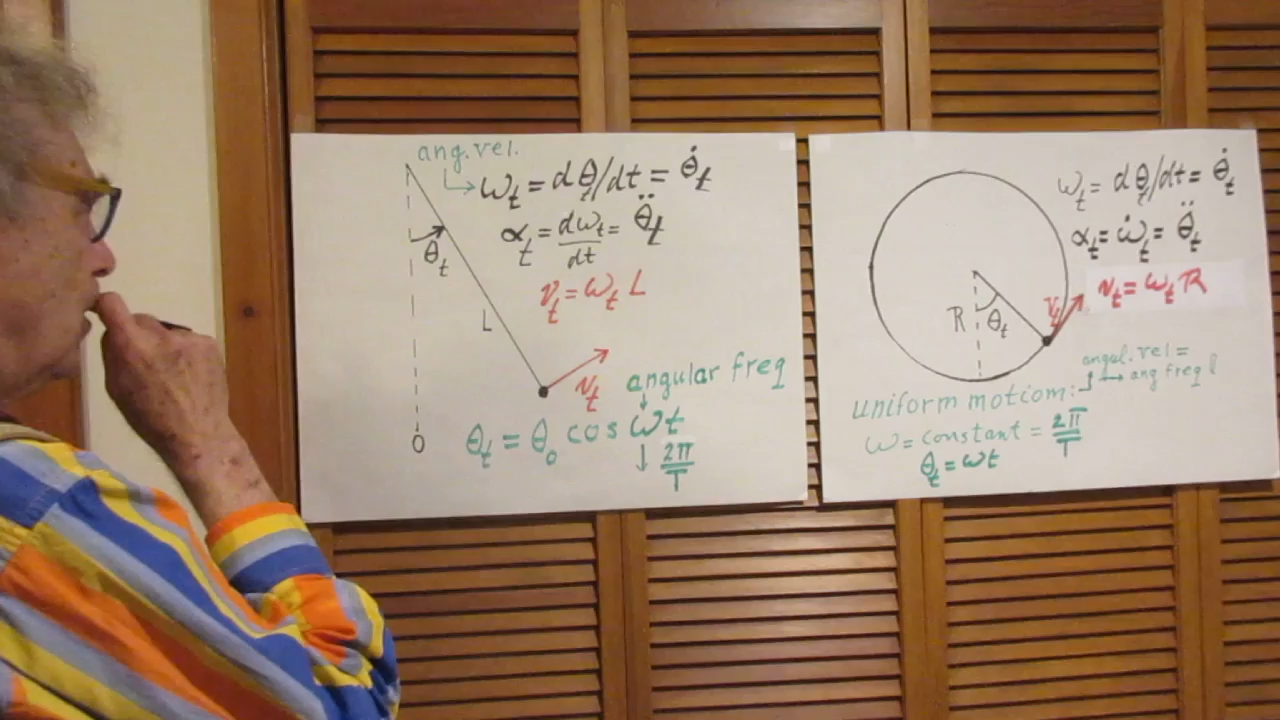 ang.vel.
ω_t = dθ_t/dt = θ̇_t
α_t = dω_t/dt = θ̈_t
θ_t
v_t = ω_t L
L
v_t
angular freq
O
θ_t = θ_0 cos ωt
2π/T
ω_t = dθ_t/dt = θ̇_t
α_t = ω̇_t = θ̈_t
v_t = ω_t R
v_t
R
θ_t
angul. vel =
ang freq
uniform motion:
ω = constant = 2π/T
θ_t = ωt